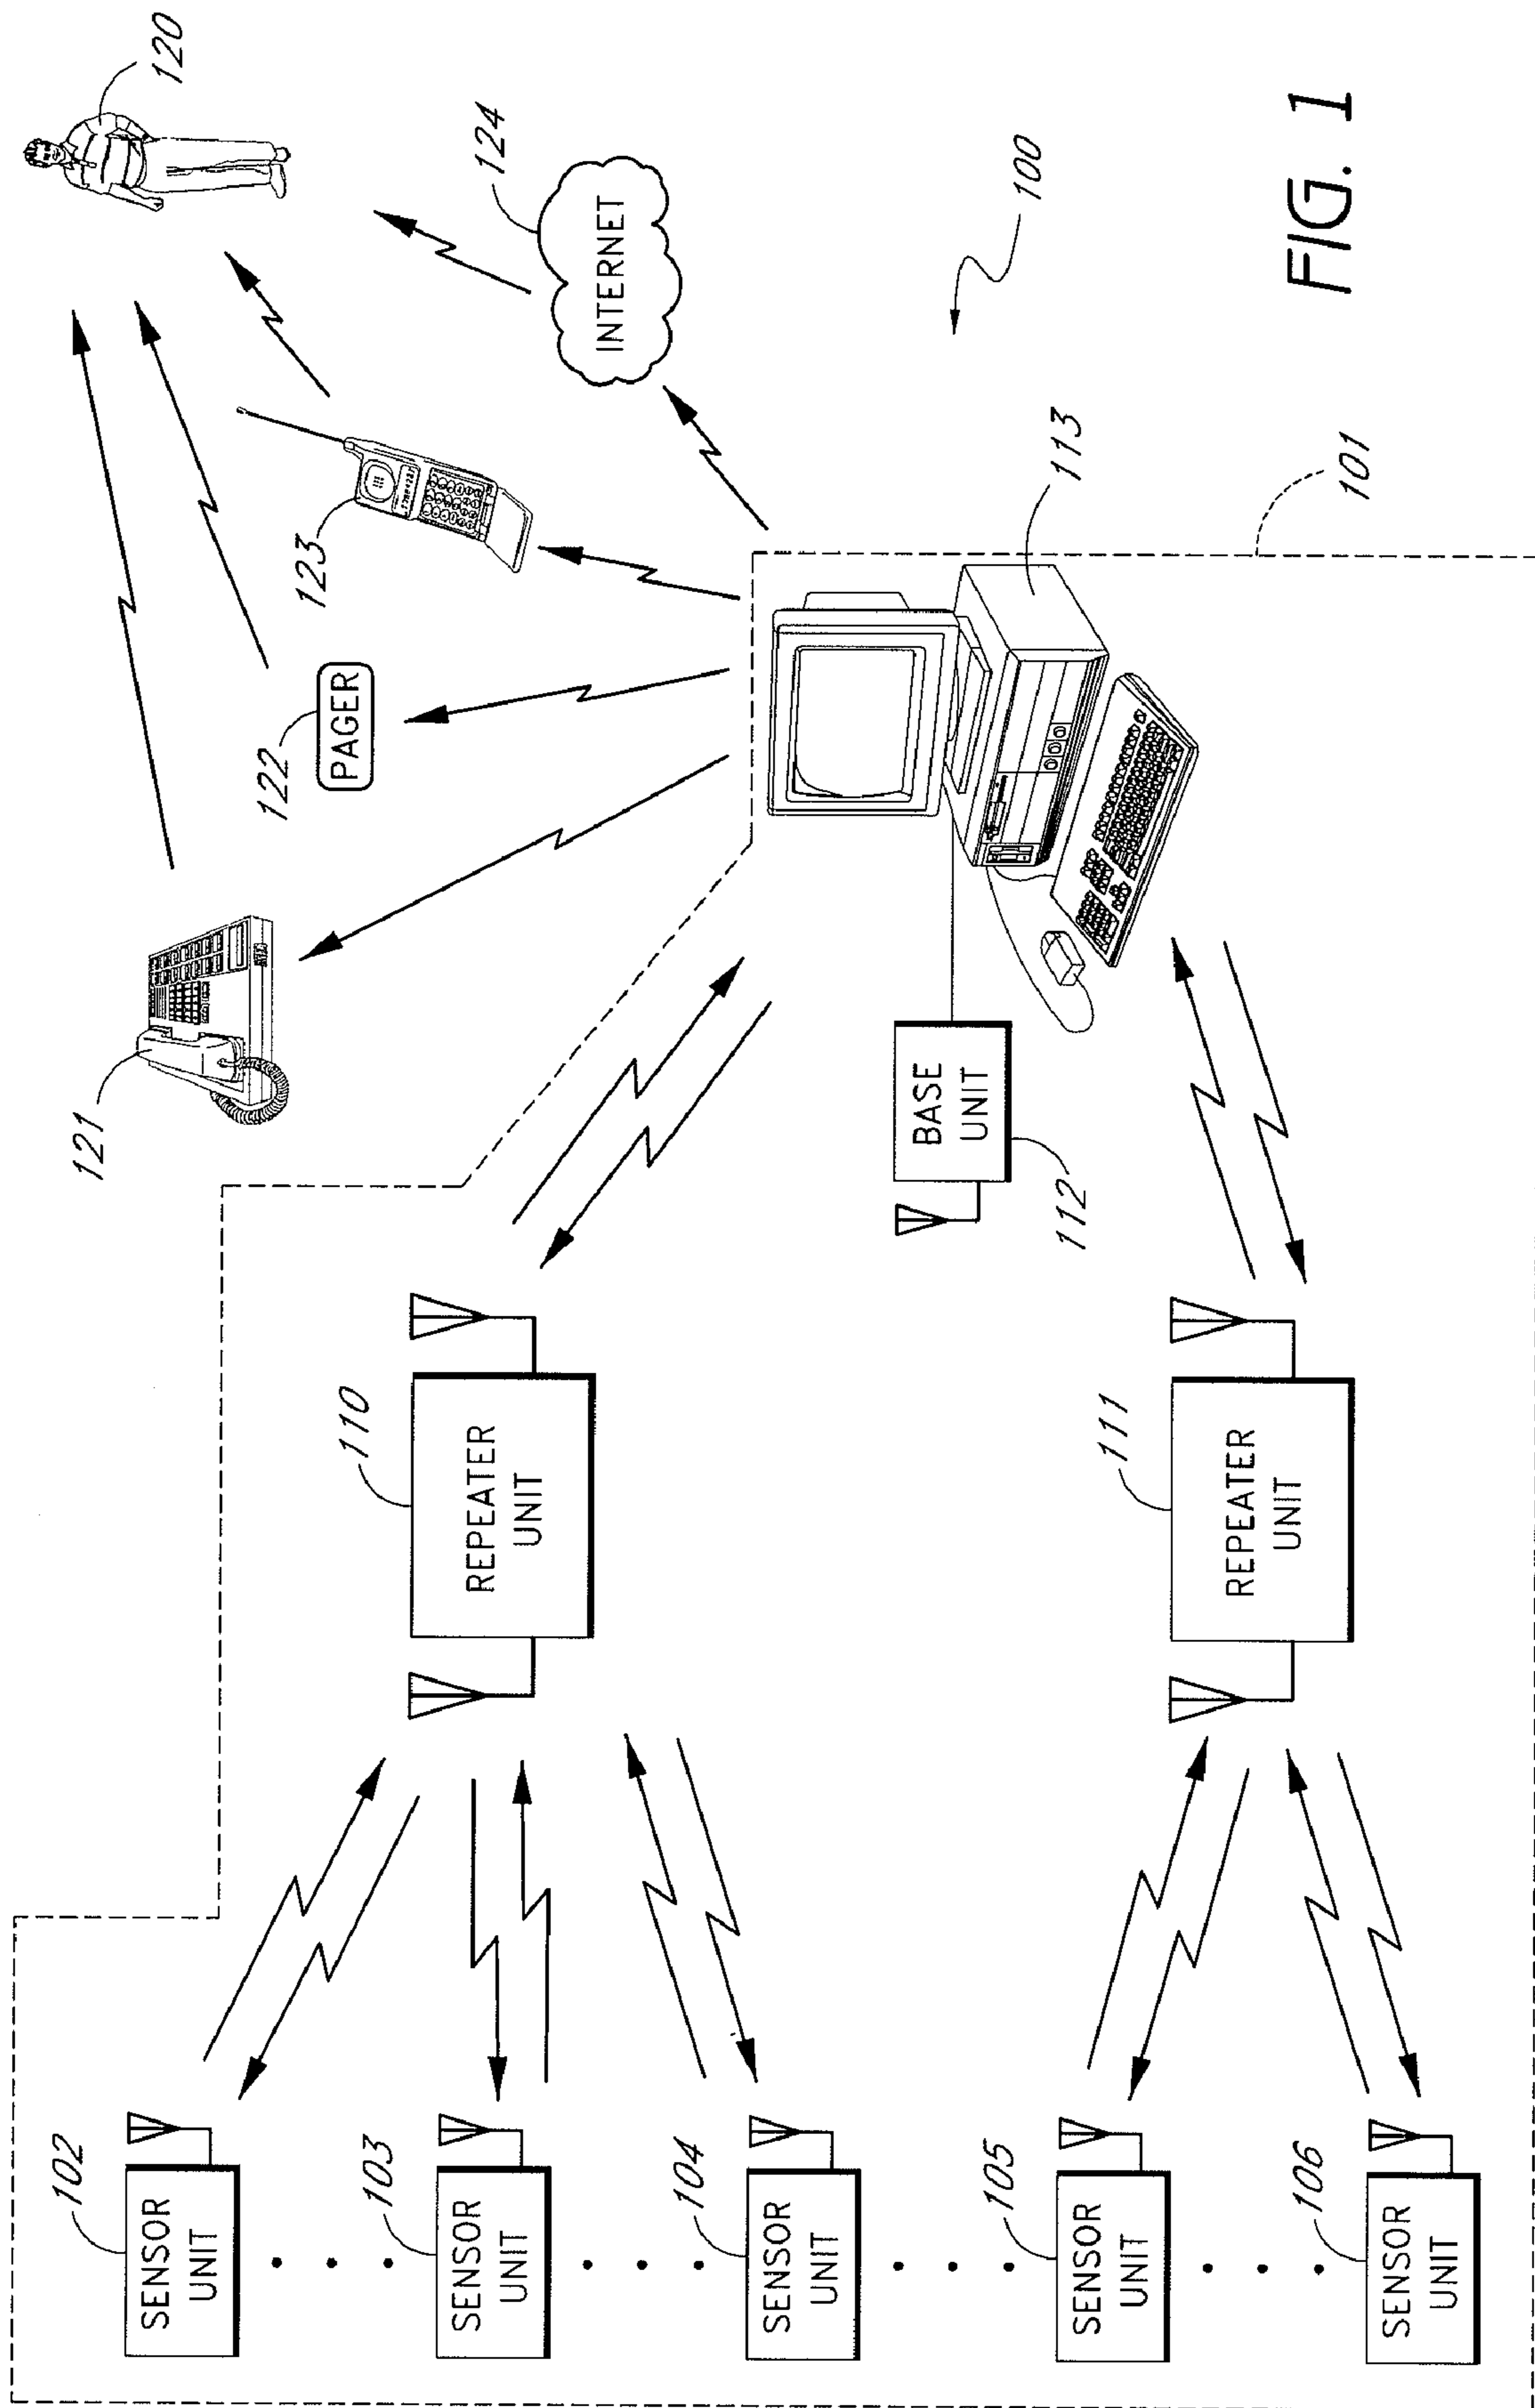 102
SENSOR
UNIT
103
SENSOR
UNIT
104
SENSOR
UNIT
105
SENSOR
UNIT
106
SENSOR
UNIT
110
REPEATER
UNIT
111
REPEATER
UNIT
BASE
UNIT
112
113
101
121
122
PAGER
123
INTERNET
124
120
100
FIG. 1